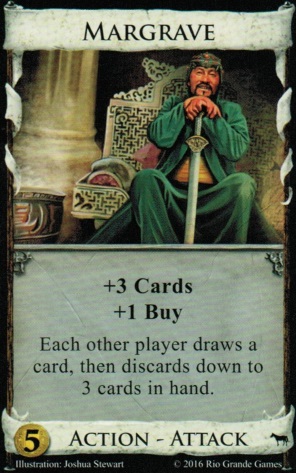 MARGRAVE
+3 Cards
+1 Buy
Each other player draws a
card, then discards down to
3 cards in hand.
5 ACTION - ATTACK
Illustration: Joshua Stewart © 2016 Rio Grande Games